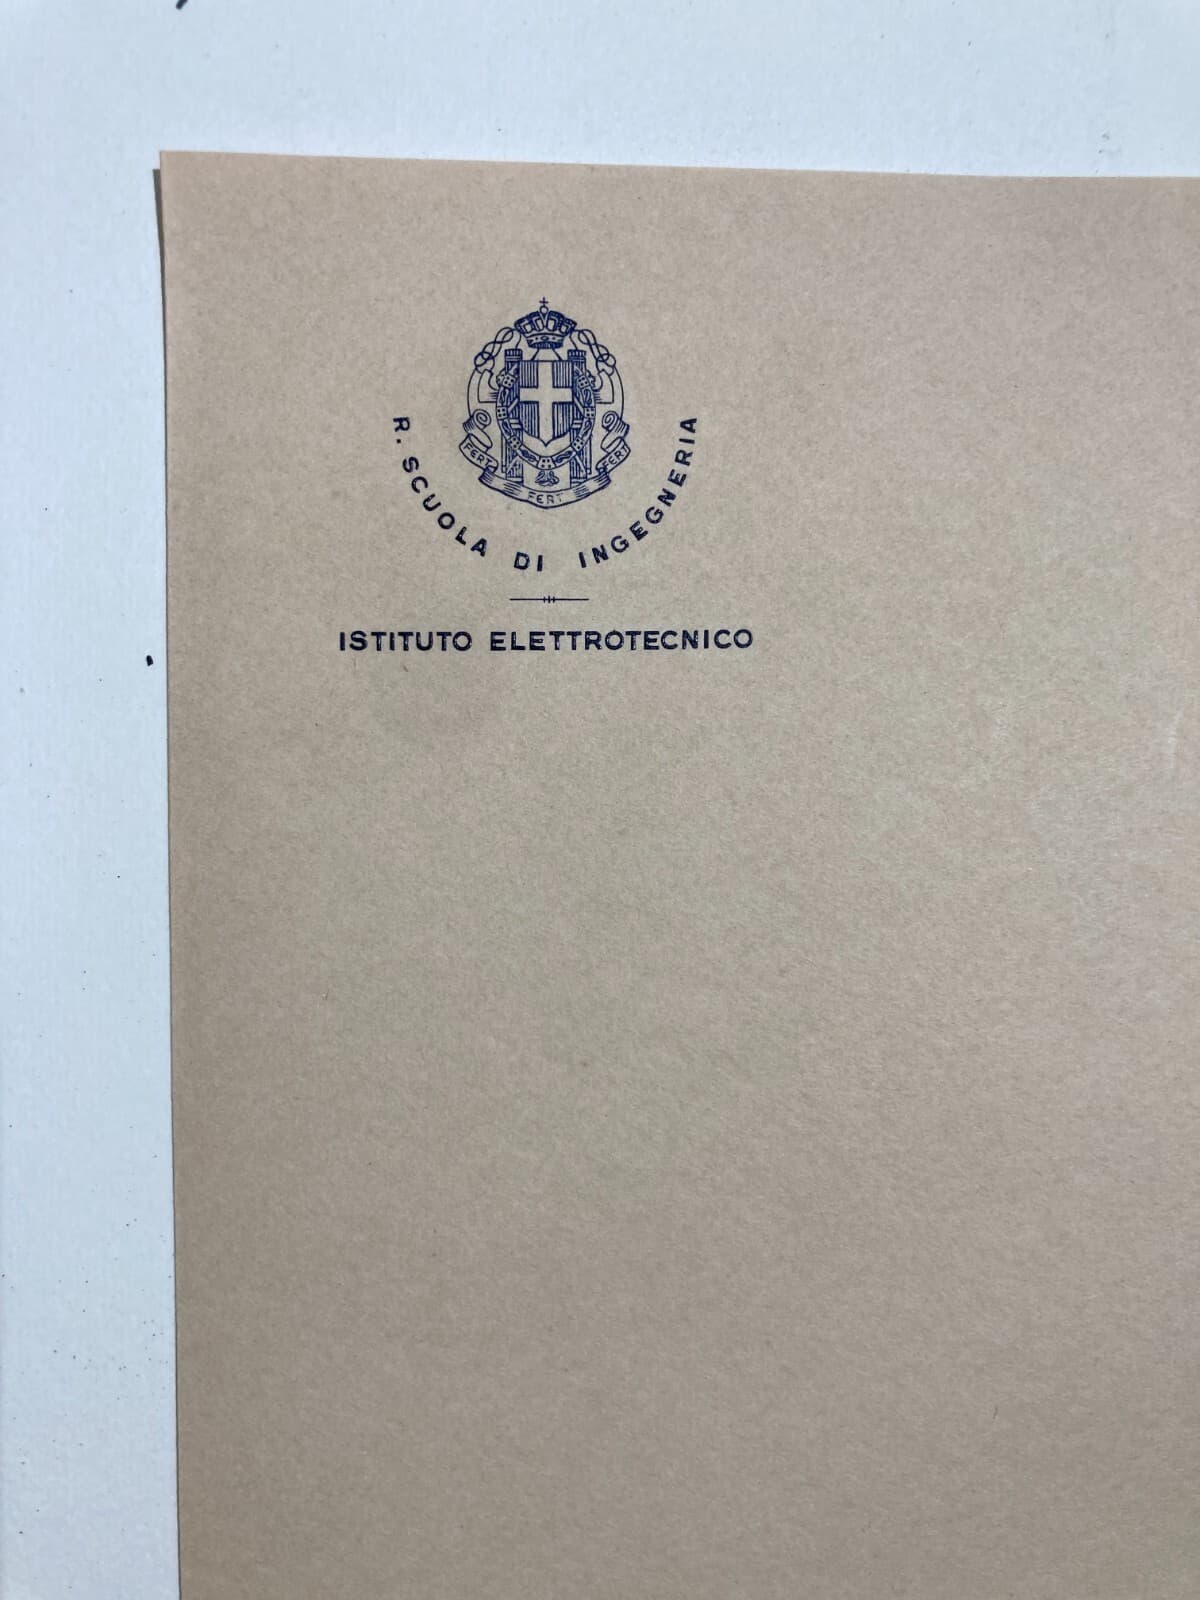 FERT FERT FERT
R. SCUOLA DI INGEGNERIA
ISTITUTO ELETTROTECNICO